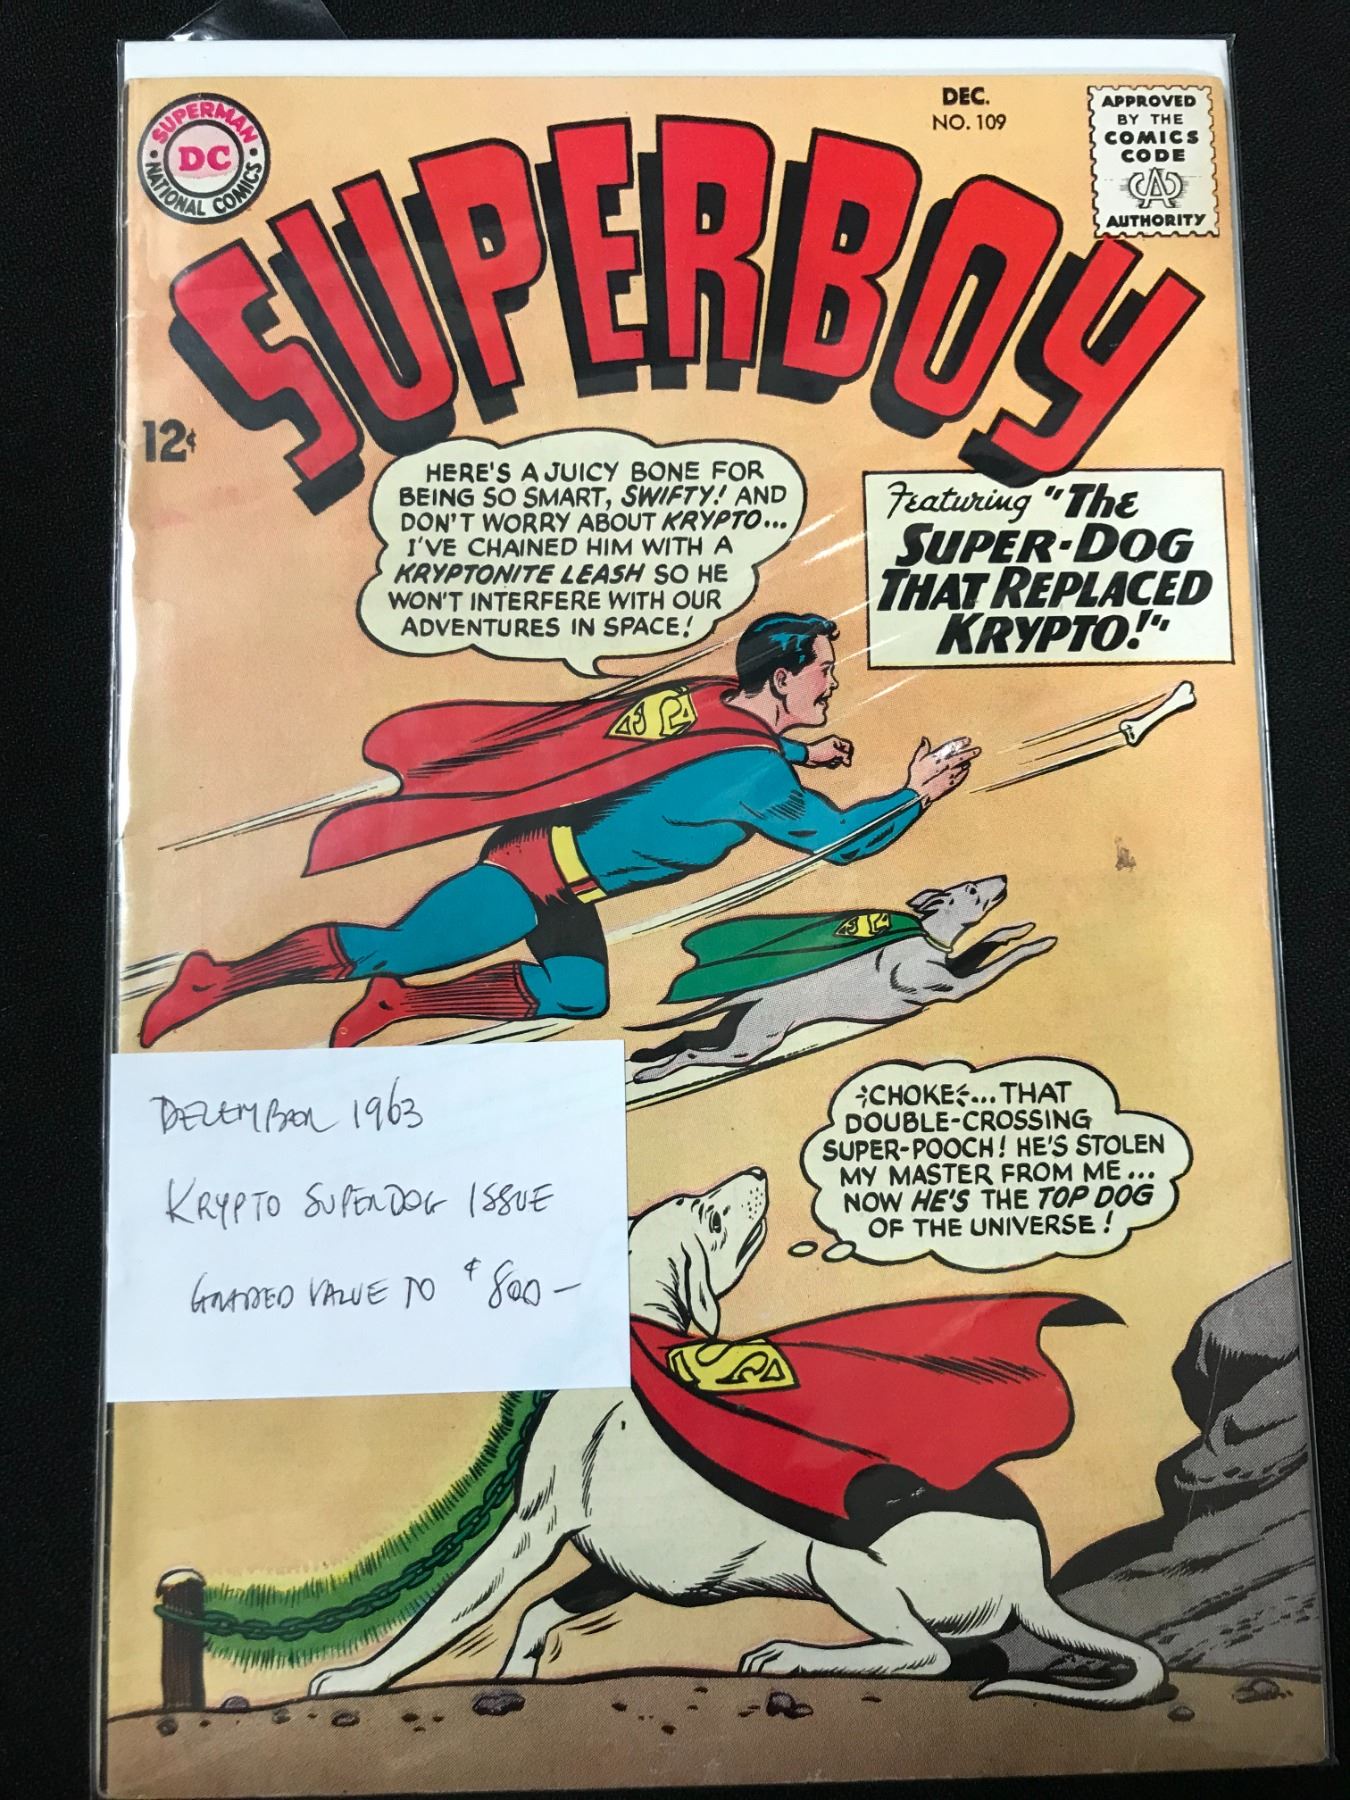 SUPERMAN
DC
NATIONAL COMICS
DEC.
NO. 109
APPROVED
BY THE
COMICS
CODE
AUTHORITY
SUPERBOY
12¢
HERE'S A JUICY BONE FOR
BEING SO SMART, SWIFTY! AND
DON'T WORRY ABOUT KRYPTO...
I'VE CHAINED HIM WITH A
KRYPTONITE LEASH SO HE
WON'T INTERFERE WITH OUR
ADVENTURES IN SPACE!
Featuring "The
SUPER-DOG
THAT REPLACED
KRYPTO!"
CHOKE...THAT
DOUBLE-CROSSING
SUPER-POOCH! HE'S STOLEN
MY MASTER FROM ME...
NOW HE'S THE TOP DOG
OF THE UNIVERSE!
DECEMBER 1963
KRYPTO SUPERDOG ISSUE
GRADED VALUE TO $800-